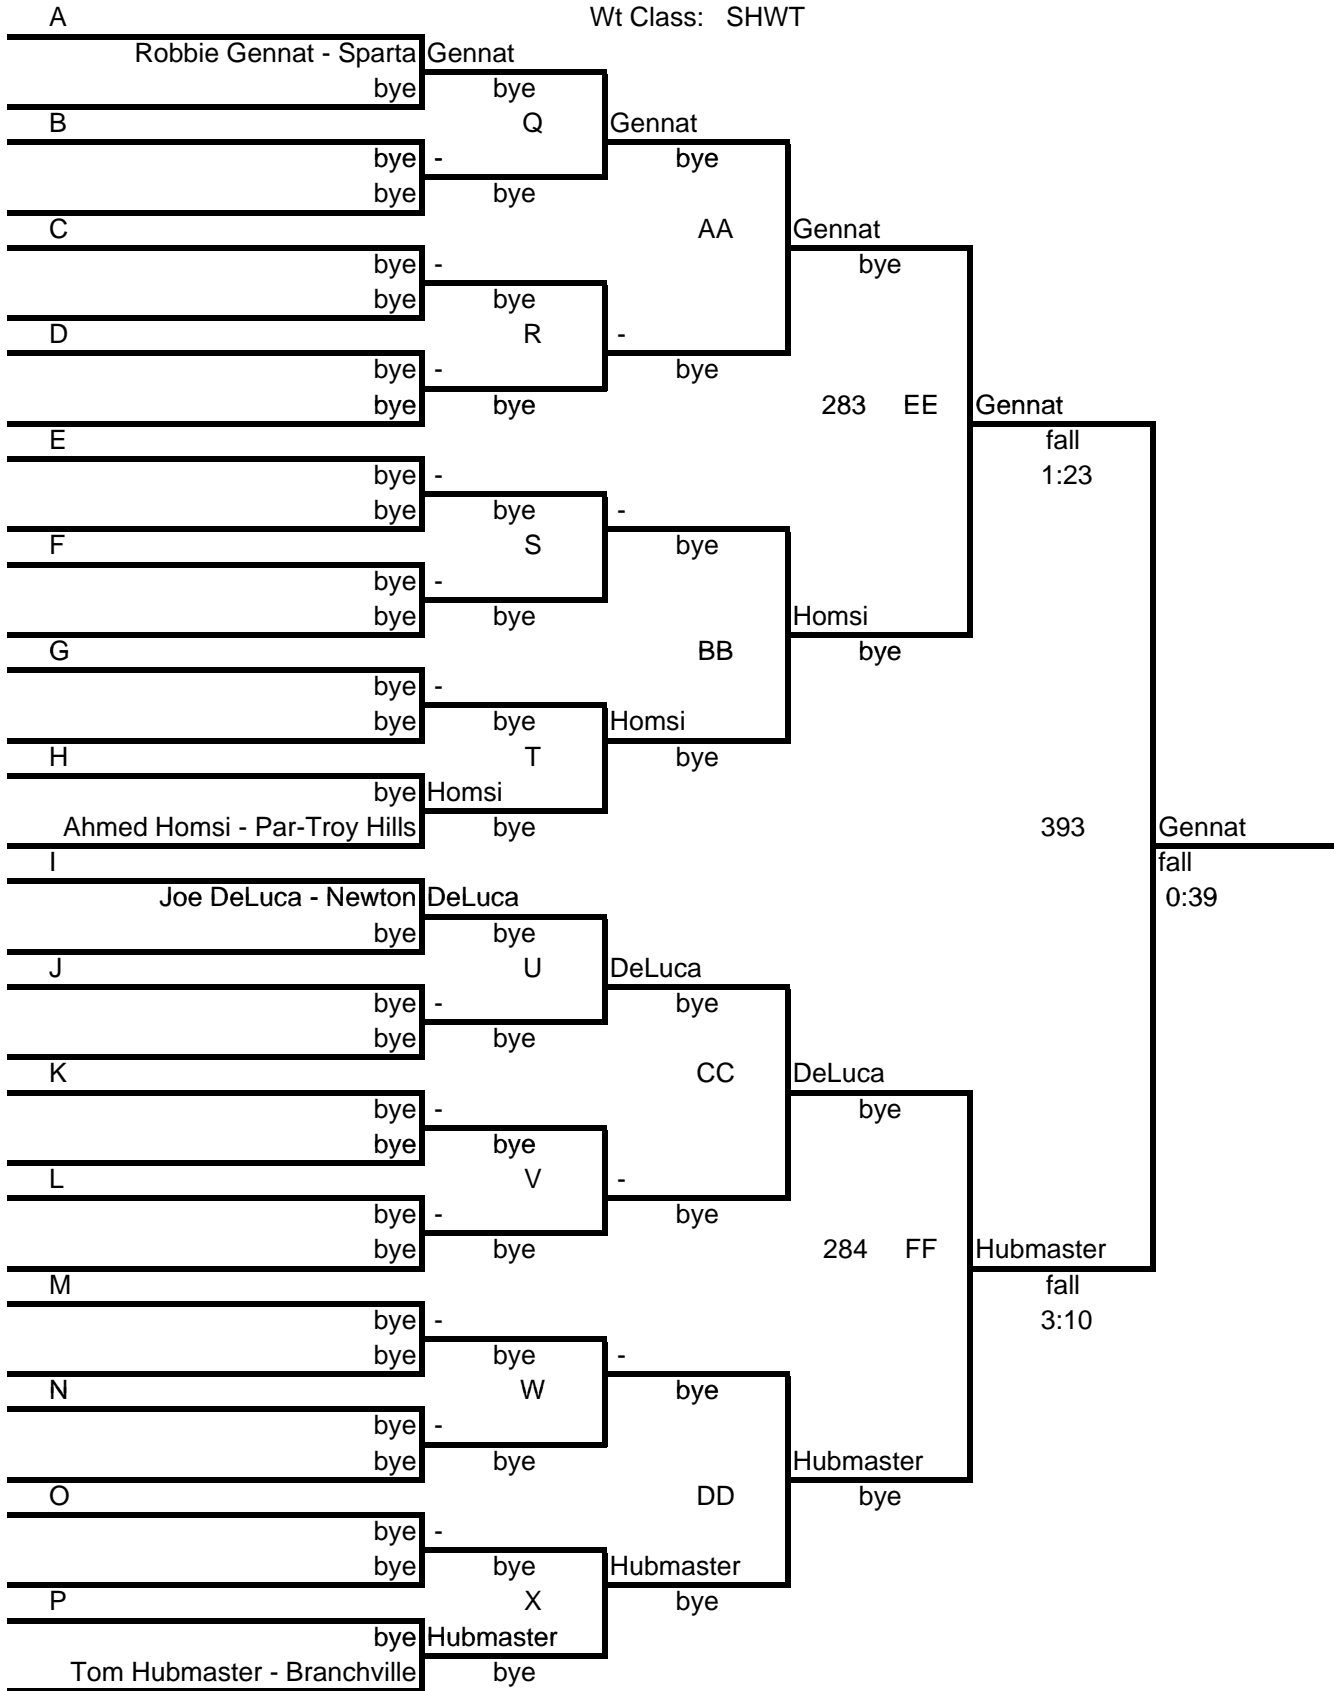 A Wt Class: SHWT
Robbie Gennat - Sparta Gennat
bye bye
B Q Gennat
bye - bye
bye bye
C AA Gennat
bye - bye
bye bye
D R -
bye - bye
bye bye 283 EE Gennat
E fall
bye - 1:23
bye bye -
F S bye
bye -
bye bye Homsi
G BB bye
bye -
bye bye Homsi
H T bye
bye Homsi
Ahmed Homsi - Par-Troy Hills bye 393 Gennat
I fall
Joe DeLuca - Newton DeLuca 0:39
bye bye
J U DeLuca
bye - bye
bye bye
K CC DeLuca
bye - bye
bye bye
L V -
bye - bye
bye bye 284 FF Hubmaster
M fall
bye - 3:10
bye bye -
N W bye
bye -
bye bye Hubmaster
O DD bye
bye -
bye bye Hubmaster
P X bye
bye Hubmaster
Tom Hubmaster - Branchville bye